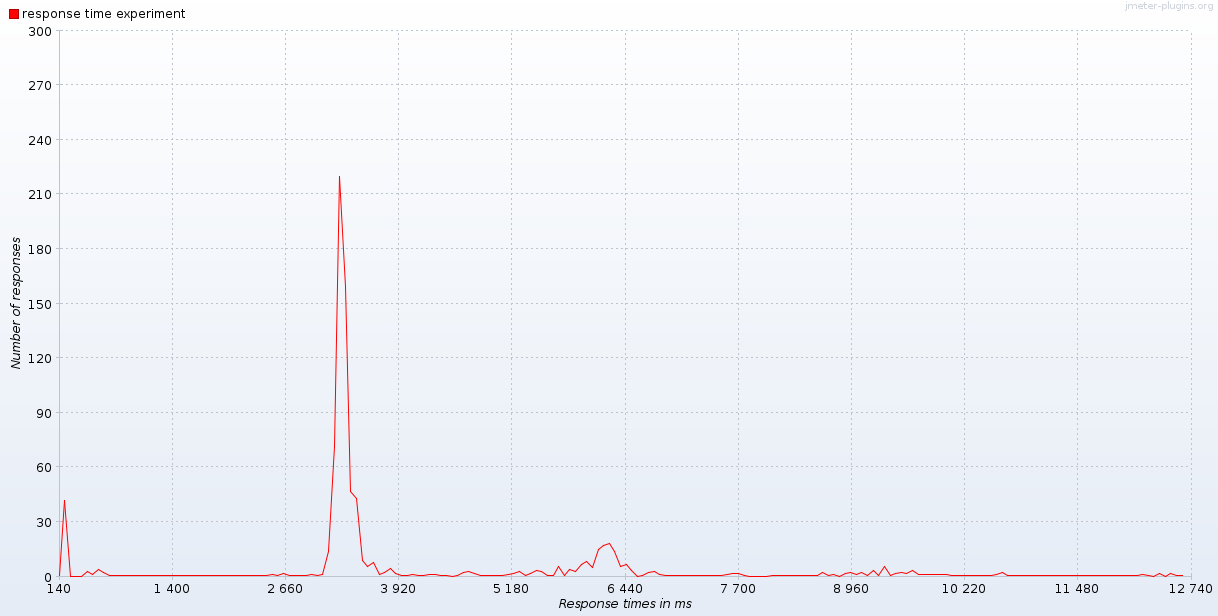 jmeter-plugins.org
response time experiment
300
270
240
210
180
150
120
90
60
30
0
Number of responses
140 1 400 2 660 3 920 5 180 6 440 7 700 8 960 10 220 11 480 12 740
Response times in ms